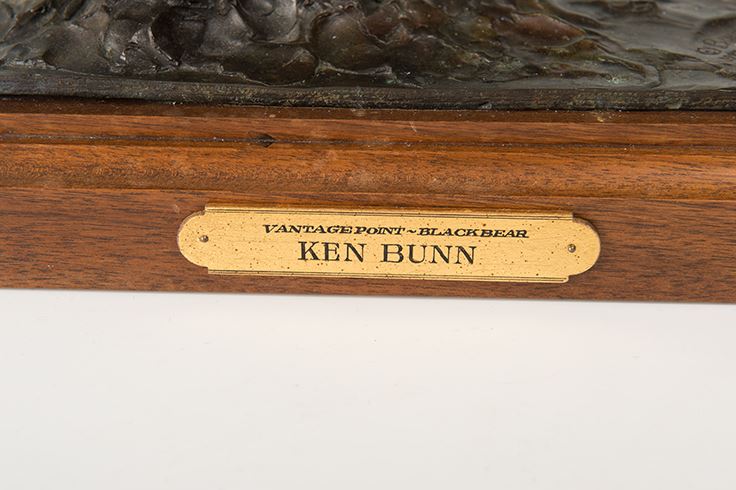 VANTAGE POINT ~ BLACK BEAR
KEN BUNN